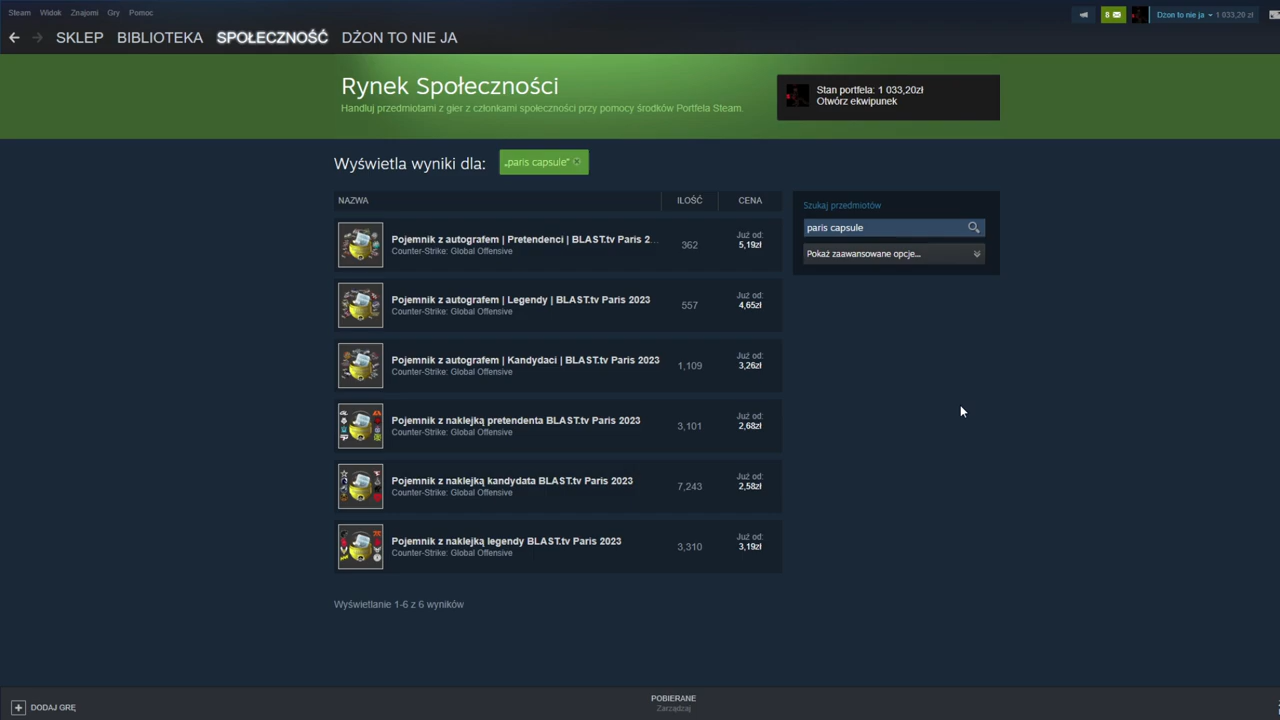 Steam Widok Znajomi Gry Pomoc
8 Dżon to nie ja 1 033,20 zł
SKLEP BIBLIOTEKA SPOŁECZNOŚĆ DŻON TO NIE JA
Rynek Społeczności
Handluj przedmiotami z gier z członkami społeczności przy pomocy środków Portfela Steam.
Stan portfela: 1 033,20zł
Otwórz ekwipunek
Wyświetla wyniki dla: „paris capsule”
NAZWA ILOŚĆ CENA
Pojemnik z autografem | Pretendenci | BLAST.tv Paris 2...
Counter-Strike: Global Offensive
362
Już od:
5,19zł
Pojemnik z autografem | Legendy | BLAST.tv Paris 2023
Counter-Strike: Global Offensive
557
Już od:
4,65zł
Pojemnik z autografem | Kandydaci | BLAST.tv Paris 2023
Counter-Strike: Global Offensive
1,109
Już od:
3,26zł
Pojemnik z naklejką pretendenta BLAST.tv Paris 2023
Counter-Strike: Global Offensive
3,101
Już od:
2,68zł
Pojemnik z naklejką kandydata BLAST.tv Paris 2023
Counter-Strike: Global Offensive
7,243
Już od:
2,58zł
Pojemnik z naklejką legendy BLAST.tv Paris 2023
Counter-Strike: Global Offensive
3,310
Już od:
3,19zł
Wyświetlanie 1-6 z 6 wyników
Szukaj przedmiotów
paris capsule
Pokaż zaawansowane opcje...
DODAJ GRĘ
POBIERANE
Zarządzaj